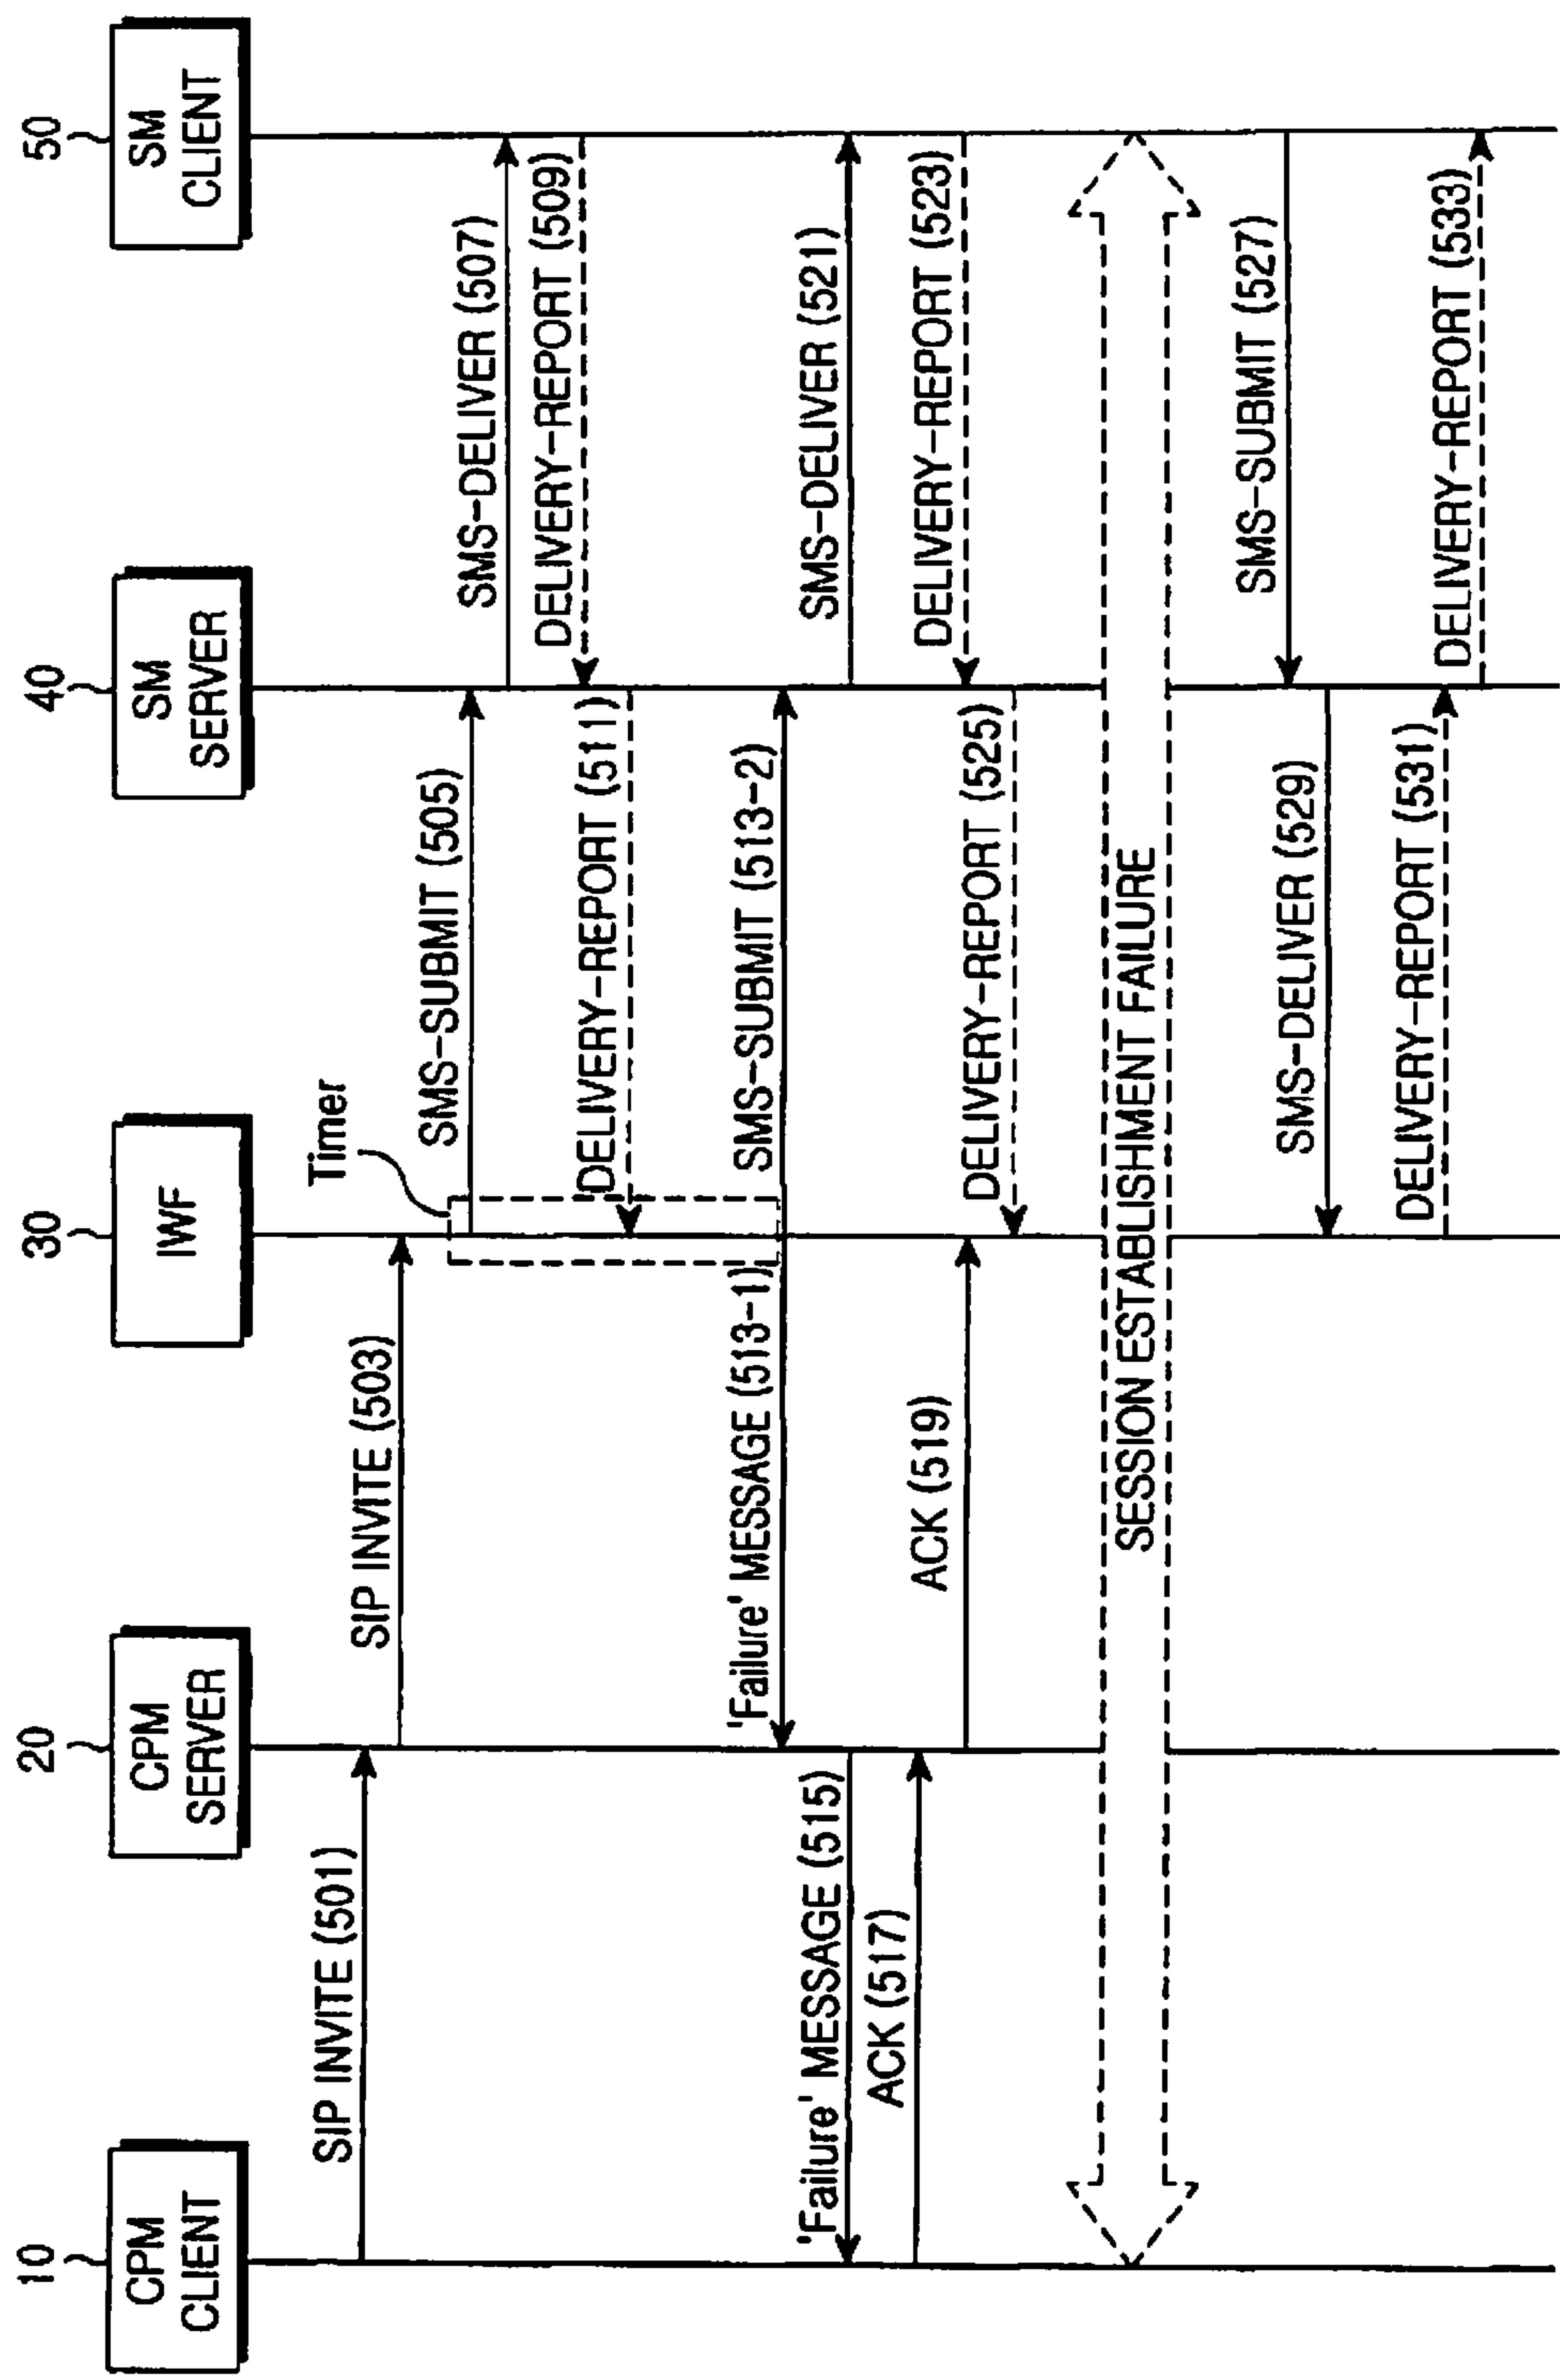 10
CPM
CLIENT
20
CPM
SERVER
30
IWF
40
SM
SERVER
50
SM
CLIENT
SIP INVITE (501)
SIP INVITE (503)
Timer
SMS-SUBMIT (505)
SMS-DELIVER (507)
DELIVERY-REPORT (509)
DELIVERY-REPORT (511)
'Failure' MESSAGE (513-1)
SMS-SUBMIT (513-2)
'Failure' MESSAGE (515)
SMS-DELIVER (521)
ACK (517)
ACK (519)
DELIVERY-REPORT (523)
DELIVERY-REPORT (525)
SESSION ESTABLISHMENT FAILURE
SMS-SUBMIT (527)
SMS-DELIVER (529)
DELIVERY-REPORT (531)
DELIVERY-REPORT (533)